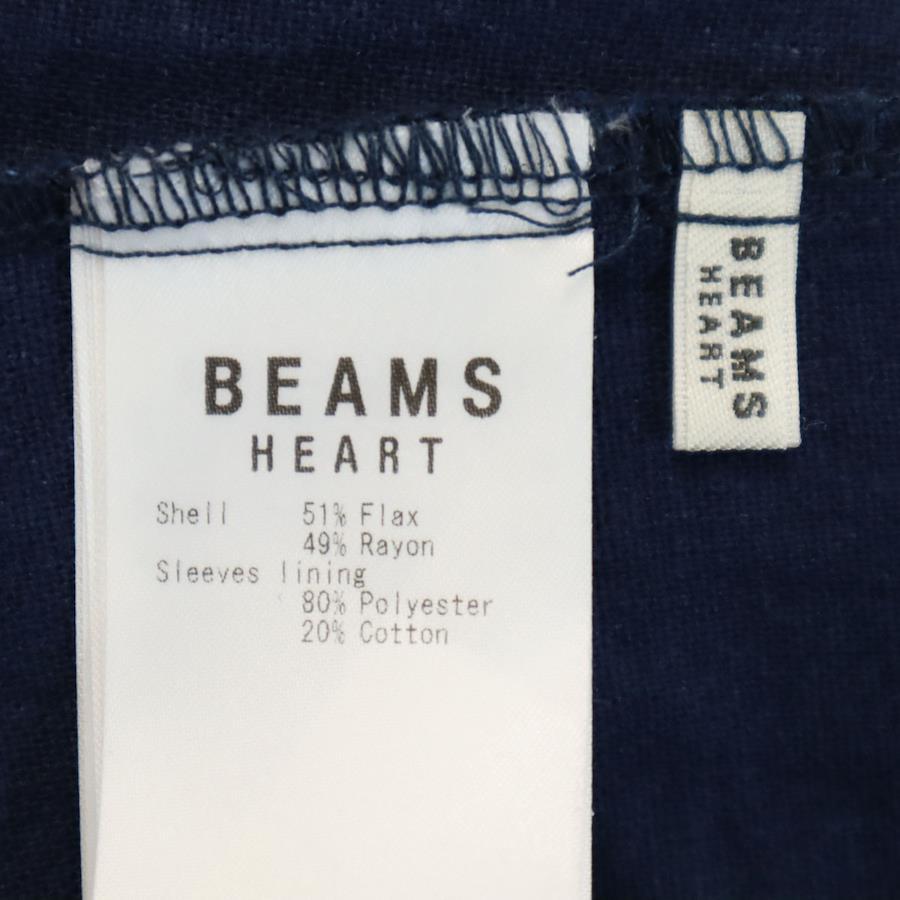 BEAMS
HEART
Shell 51% Flax
49% Rayon
Sleeves lining
80% Polyester
20% Cotton
BEAMS
HEART